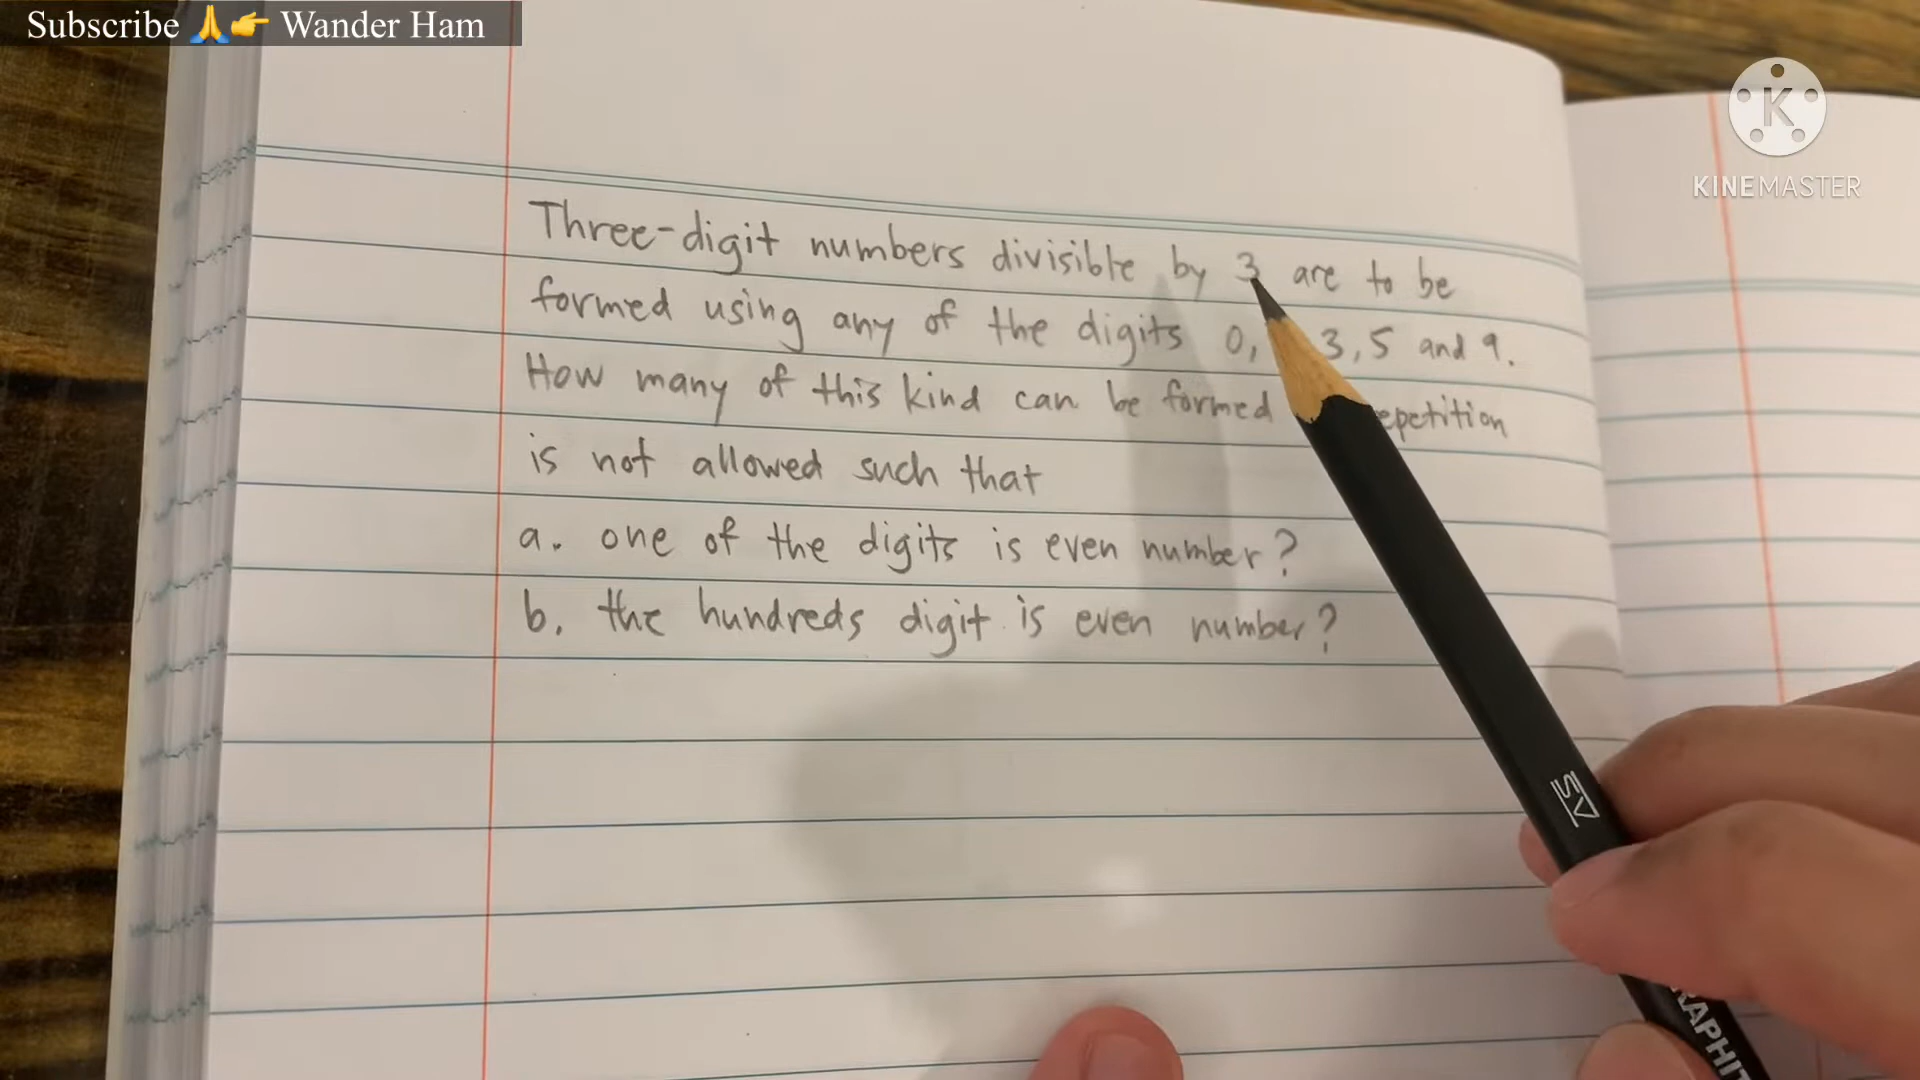 Subscribe 🙏👉 Wander Ham
KINEMASTER
Three-digit numbers divisible by 3 are to be
formed using any of the digits 0, 3, 5 and 9.
How many of this kind can be formed
is not allowed such that
a. one of the digits is even number?
b. the hundreds digit is even number?